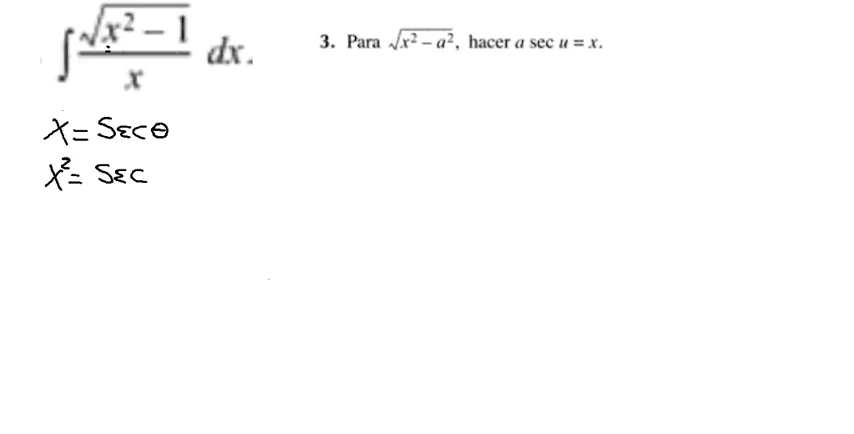 ∫ √(x² − 1) / x dx.
3. Para √(x² − a²), hacer a sec u = x.
X = SECΘ
X² = SEC